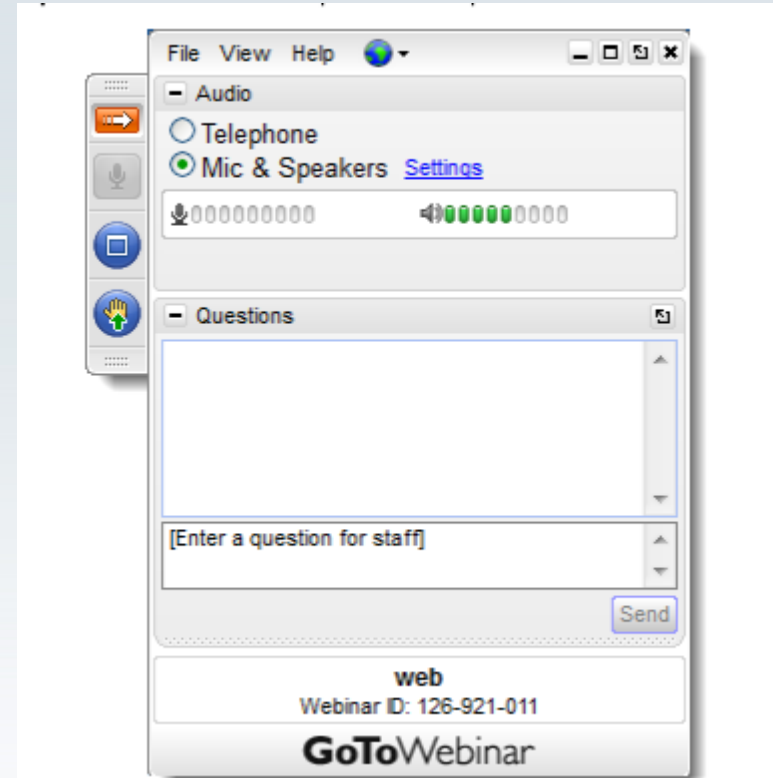 File View Help
Audio
Telephone
Mic & Speakers Settings
Questions
[Enter a question for staff]
Send
web
Webinar ID: 126-921-011
GoToWebinar